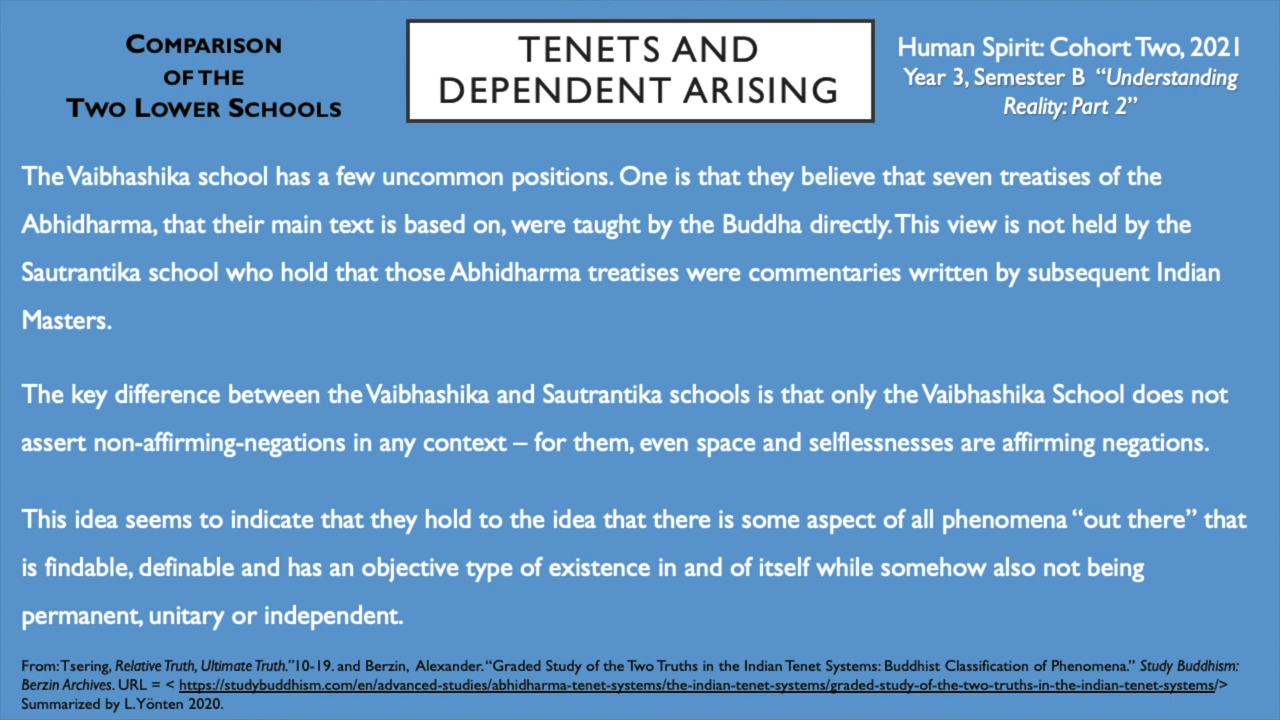 COMPARISON
OF THE
TWO LOWER SCHOOLS
TENETS AND
DEPENDENT ARISING
Human Spirit: Cohort Two, 2021
Year 3, Semester B “Understanding
Reality: Part 2”
The Vaibhashika school has a few uncommon positions. One is that they believe that seven treatises of the
Abhidharma, that their main text is based on, were taught by the Buddha directly. This view is not held by the
Sautrantika school who hold that those Abhidharma treatises were commentaries written by subsequent Indian
Masters.
The key difference between the Vaibhashika and Sautrantika schools is that only the Vaibhashika School does not
assert non-affirming-negations in any context – for them, even space and selflessnesses are affirming negations.
This idea seems to indicate that they hold to the idea that there is some aspect of all phenomena “out there” that
is findable, definable and has an objective type of existence in and of itself while somehow also not being
permanent, unitary or independent.
From: Tsering, Relative Truth, Ultimate Truth.”10-19. and Berzin, Alexander. “Graded Study of the Two Truths in the Indian Tenet Systems: Buddhist Classification of Phenomena.” Study Buddhism:
Berzin Archives. URL = < https://studybuddhism.com/en/advanced-studies/abhidharma-tenet-systems/the-indian-tenet-systems/graded-study-of-the-two-truths-in-the-indian-tenet-systems/>
Summarized by L.Yönten 2020.